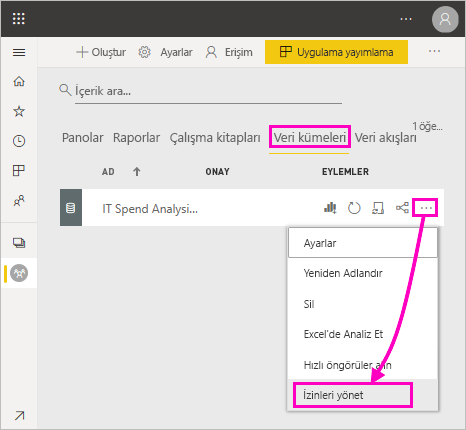 Oluştur Ayarlar Erişim Uygulama yayımlama
İçerik ara...
1 öğe...
Panolar Raporlar Çalışma kitapları Veri kümeleri Veri akışları
AD ONAY EYLEMLER
IT Spend Analysi...
Ayarlar
Yeniden Adlandır
Sil
Excel'de Analiz Et
Hızlı öngörüler alın
İzinleri yönet